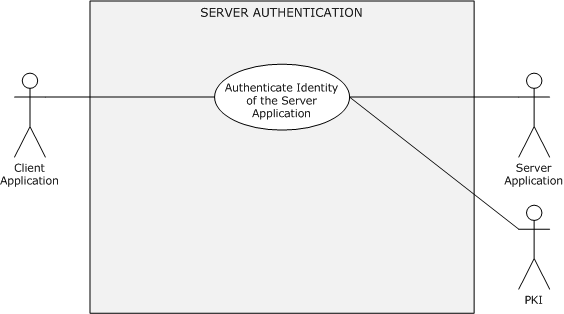 SERVER AUTHENTICATION
Authenticate Identity
of the Server
Application
Client
Application
Server
Application
PKI